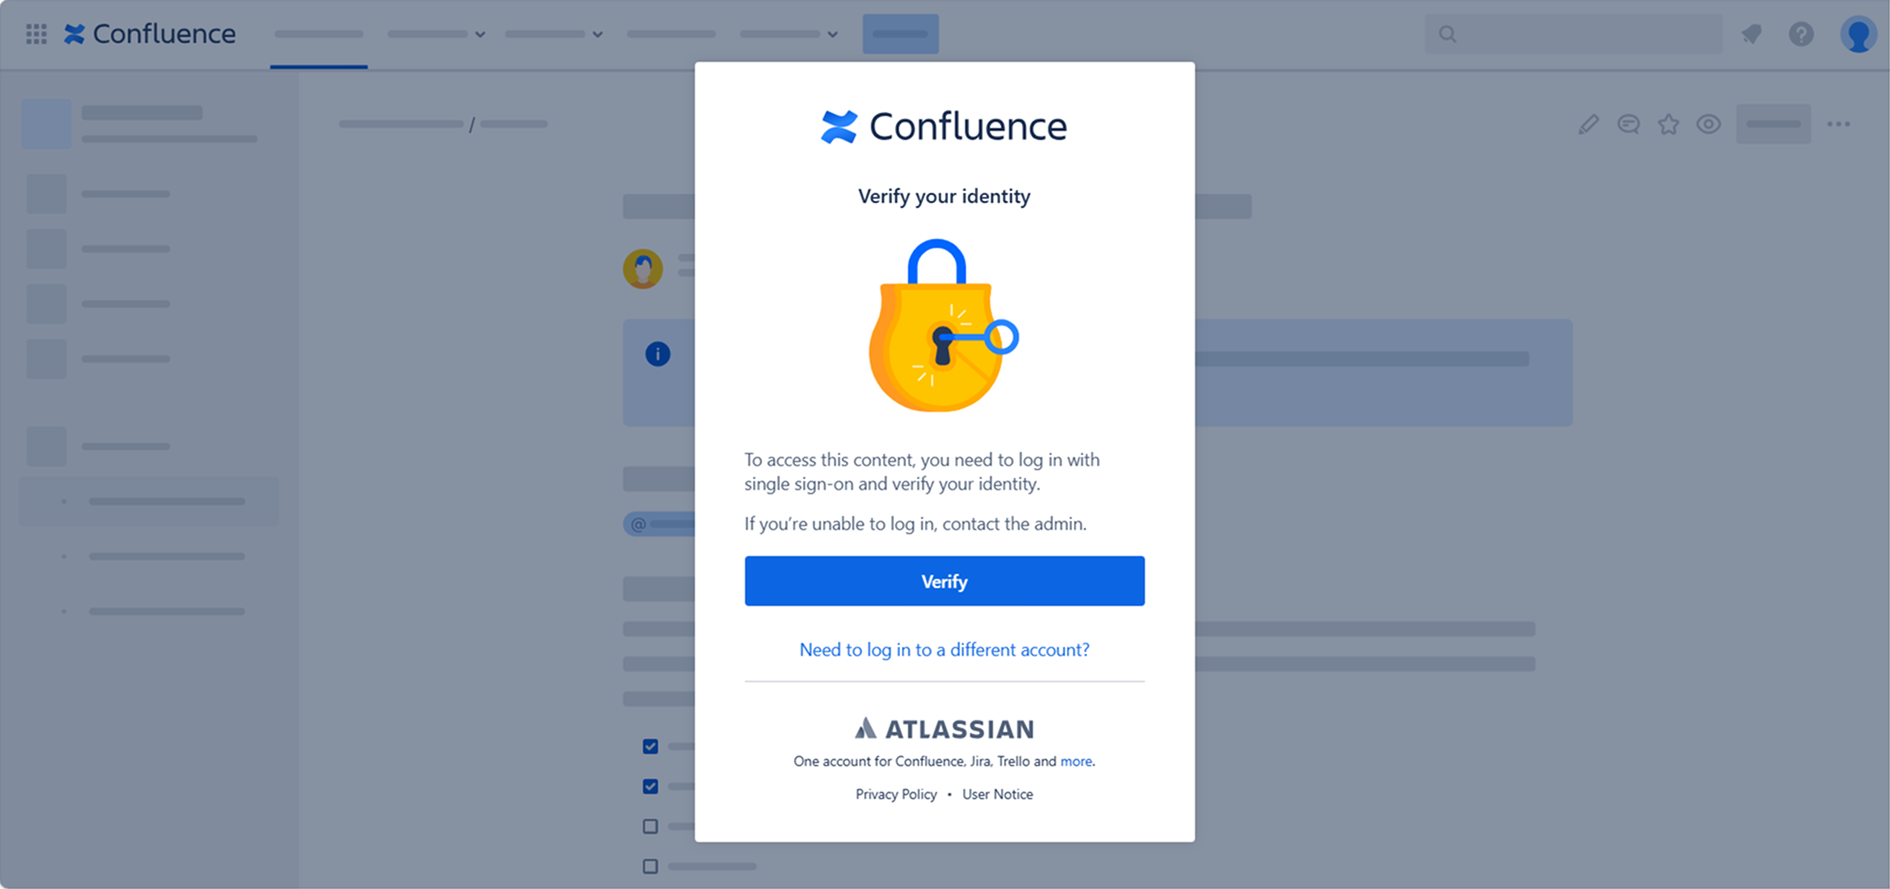 Confluence
Confluence
Verify your identity
To access this content, you need to log in with
single sign-on and verify your identity.
If you're unable to log in, contact the admin.
Verify
Need to log in to a different account?
ATLASSIAN
One account for Confluence, Jira, Trello and more.
Privacy Policy • User Notice
@